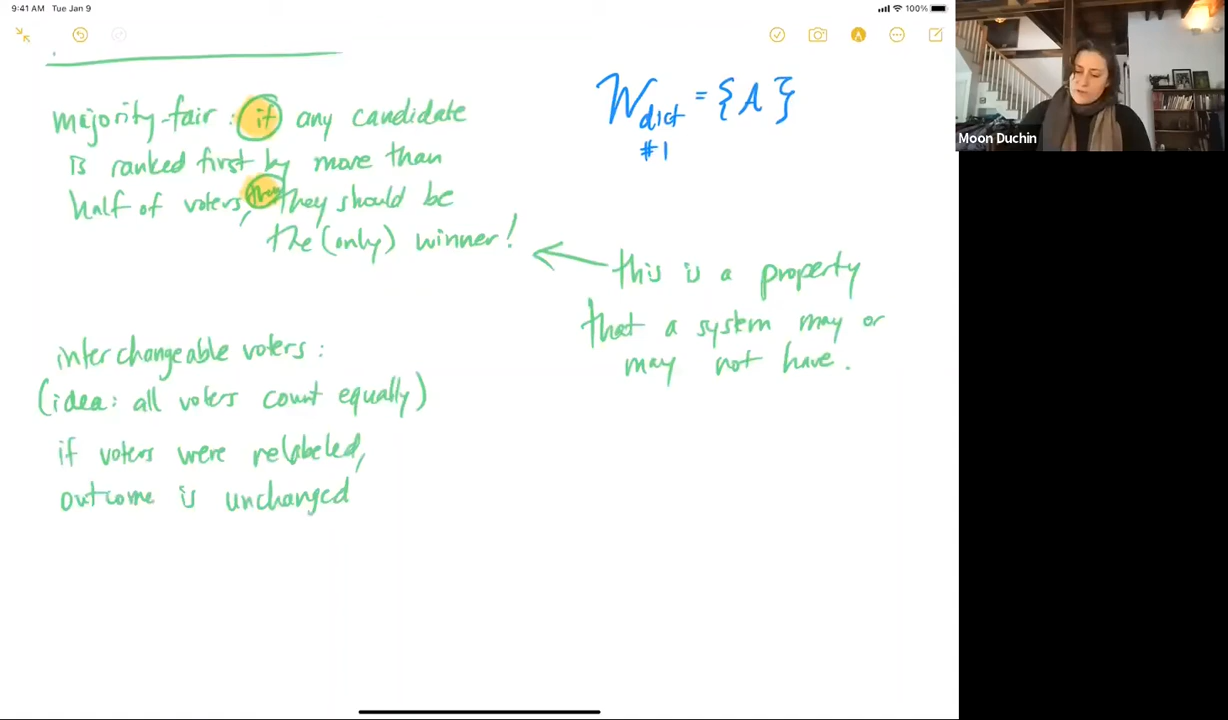 9:41 AM Tue Jan 9
100%
majority-fair : if any candidate
is ranked first by more than
half of voters, then they should be
the (only) winner!
W dict #1 = {A}
this is a property
that a system may or
may not have.
interchangeable voters :
(idea: all voters count equally)
if voters were relabeled,
outcome is unchanged
Moon Duchin